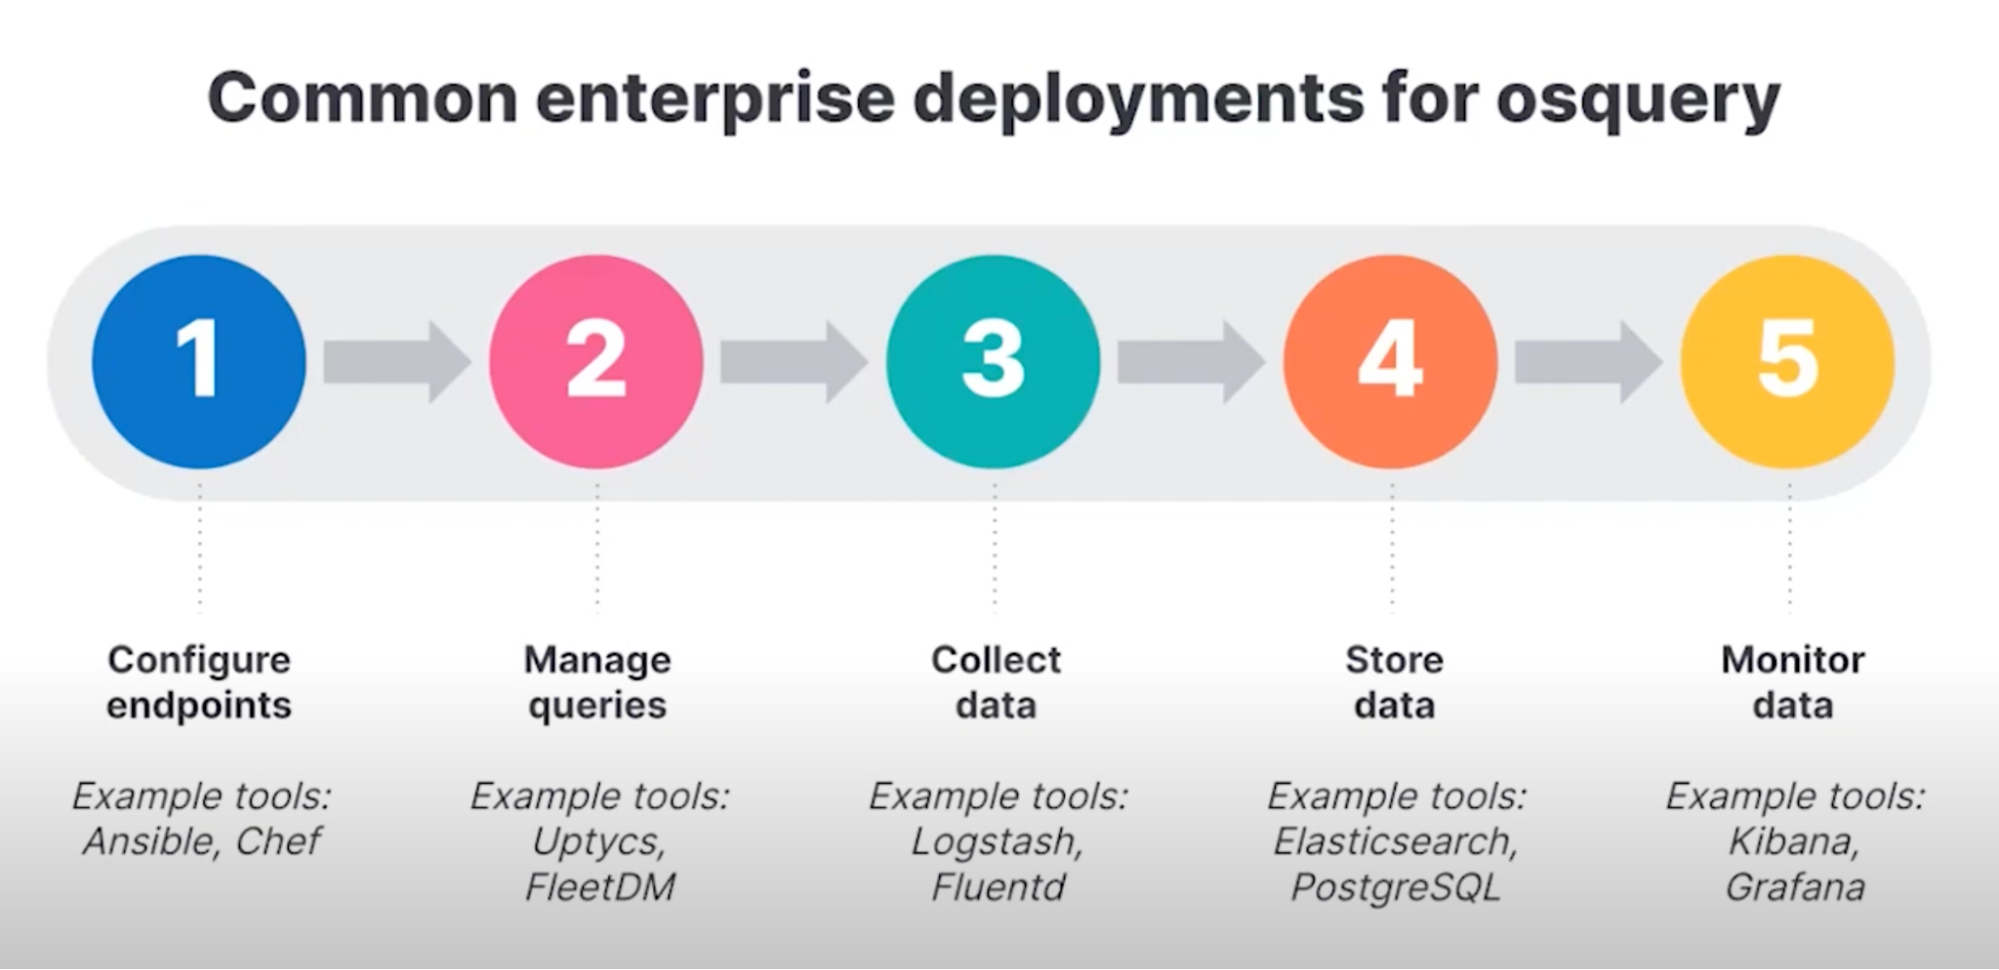 Common enterprise deployments for osquery
1
2
3
4
5
Configure
endpoints
Example tools:
Ansible, Chef
Manage
queries
Example tools:
Uptycs,
FleetDM
Collect
data
Example tools:
Logstash,
Fluentd
Store
data
Example tools:
Elasticsearch,
PostgreSQL
Monitor
data
Example tools:
Kibana,
Grafana